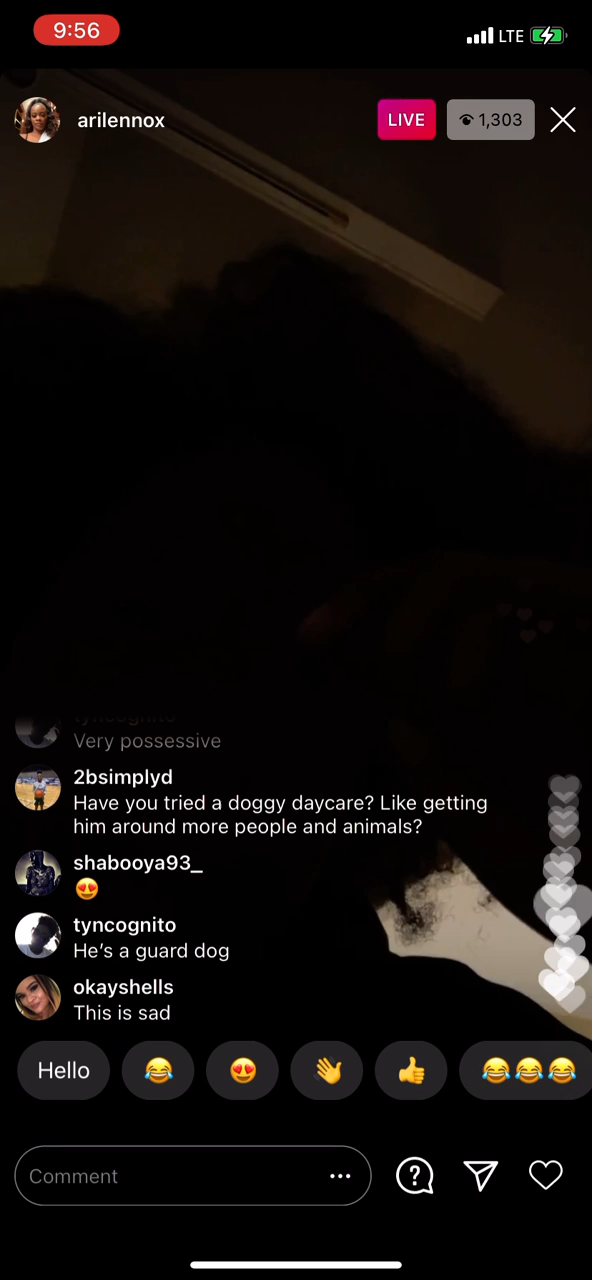 9:56
LTE
arilennox
LIVE
1,303
tyncognito
Very possessive
2bsimplyd
Have you tried a doggy daycare? Like getting
him around more people and animals?
shabooya93_
😍
tyncognito
He's a guard dog
okayshells
This is sad
Hello 😂 😍 👋 👍 😂😂😂
Comment